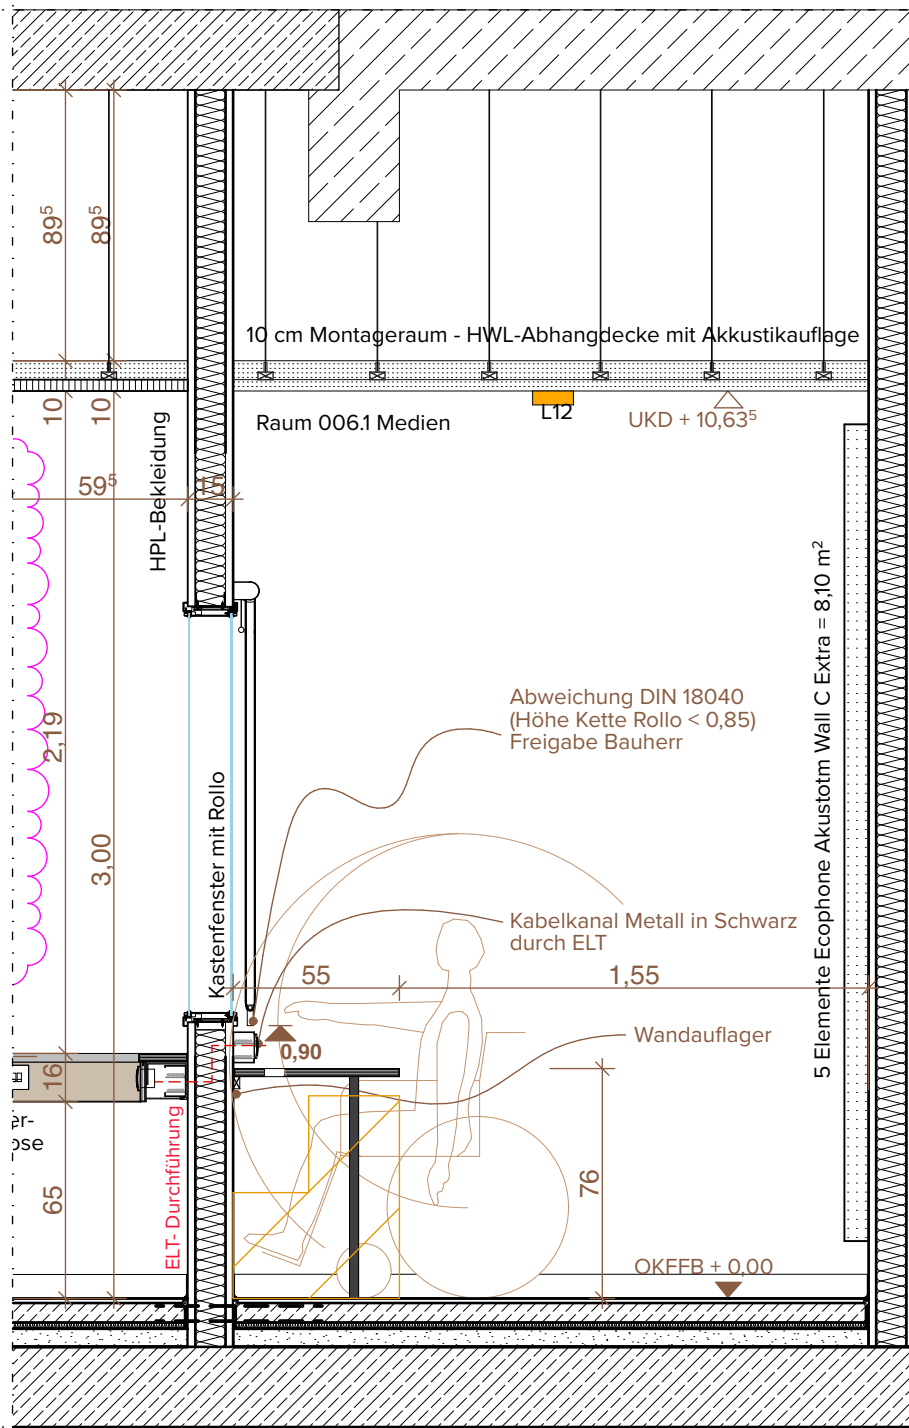 89⁵
89⁵
10 cm Montageraum - HWL-Abhangdecke mit Akkustikauflage
10
10
Raum 006.1 Medien
L12
UKD + 10,63⁵
HPL-Bekleidung
59⁵
15
5 Elemente Ecophone Akustotm Wall C Extra = 8,10 m²
Abweichung DIN 18040
(Höhe Kette Rollo < 0,85)
Freigabe Bauherr
2,19
3,00
Kastenfenster mit Rollo
Kabelkanal Metall in Schwarz
durch ELT
55
1,55
0,90
Wandauflager
16
er-
ose
ELT- Durchführung
65
76
OKFFB + 0,00